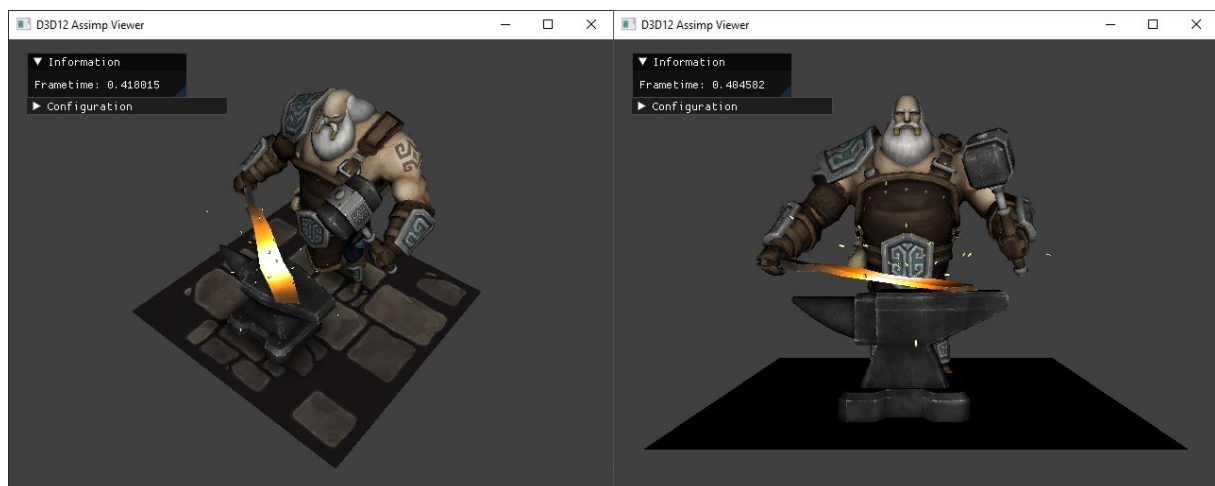 D3D12 Assimp Viewer
▼ Information
Frametime: 0.418015
▶ Configuration
D3D12 Assimp Viewer
▼ Information
Frametime: 0.404582
▶ Configuration